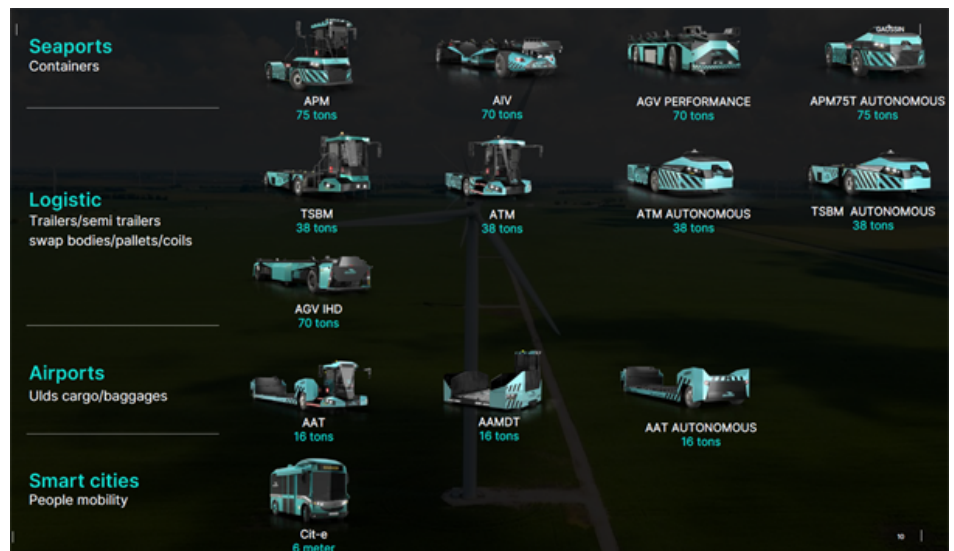 Seaports
Containers
GAUSSIN
APM
75 tons
AIV
70 tons
AGV PERFORMANCE
70 tons
APM75T AUTONOMOUS
75 tons
Logistic
Trailers/semi trailers
swap bodies/pallets/coils
TSBM
38 tons
ATM
38 tons
ATM AUTONOMOUS
38 tons
TSBM AUTONOMOUS
38 tons
AGV IHD
70 tons
Airports
Ulds cargo/baggages
AAT
16 tons
AAMDT
16 tons
AAT AUTONOMOUS
16 tons
Smart cities
People mobility
Cit-e
6 meter
10